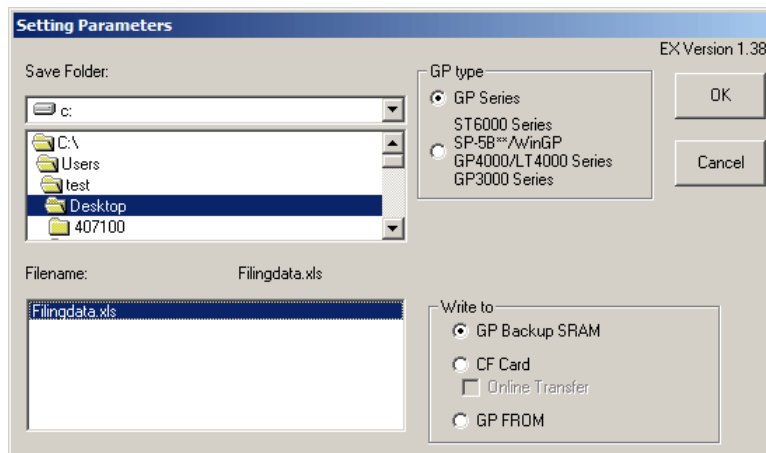 Setting Parameters
EX Version 1.38
Save Folder:
c:
C:\
Users
test
Desktop
407100
GP type
GP Series
ST6000 Series
SP-5B**/WinGP
GP4000/LT4000 Series
GP3000 Series
OK
Cancel
Filename: Filingdata.xls
Filingdata.xls
Write to
GP Backup SRAM
CF Card
Online Transfer
GP FROM